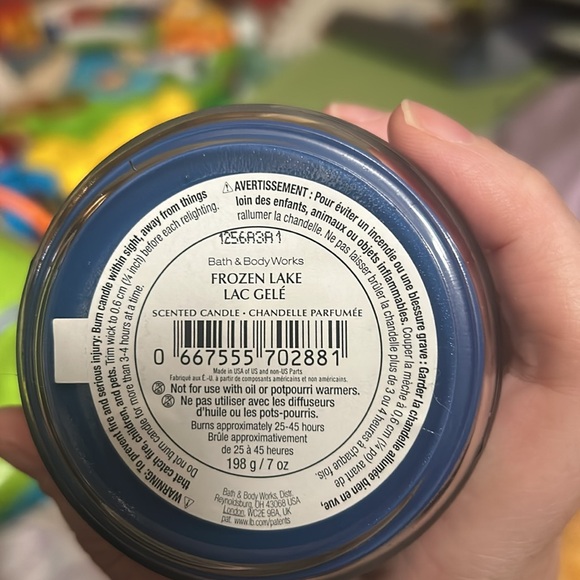 ⚠ WARNING: To prevent fire and serious injury: Burn candle within sight, away from things
that catch fire, children, and pets. Trim wick to 0.6 cm (¼ inch) before each relighting.
Do not burn candle for more than 3-4 hours at a time.
⚠ AVERTISSEMENT : Pour éviter un incendie ou une blessure grave : Garder la chandelle allumée bien en vue,
loin des enfants, animaux ou objets inflammables. Couper la mèche à 0,6 cm (¼ po) avant de
rallumer la chandelle. Ne pas laisser brûler la chandelle plus de 3 ou 4 heures à chaque fois.
1256A3A1
Bath & Body Works
FROZEN LAKE
LAC GELÉ
SCENTED CANDLE • CHANDELLE PARFUMÉE
0 667555 702881
Made in USA of US and non-US Parts
Fabriqué aux É.-U. à partir de composants américains et non américains.
Not for use with oil or potpourri warmers.
Ne pas utiliser avec les diffuseurs
d'huile ou les pots-pourris.
Burns approximately 25-45 hours
Brûle approximativement
de 25 à 45 heures
198 g / 7 oz
Bath & Body Works, Distr.
Reynoldsburg, OH 43068 USA
London, WC2E 9BA, UK
pat. www.lb.com/patents